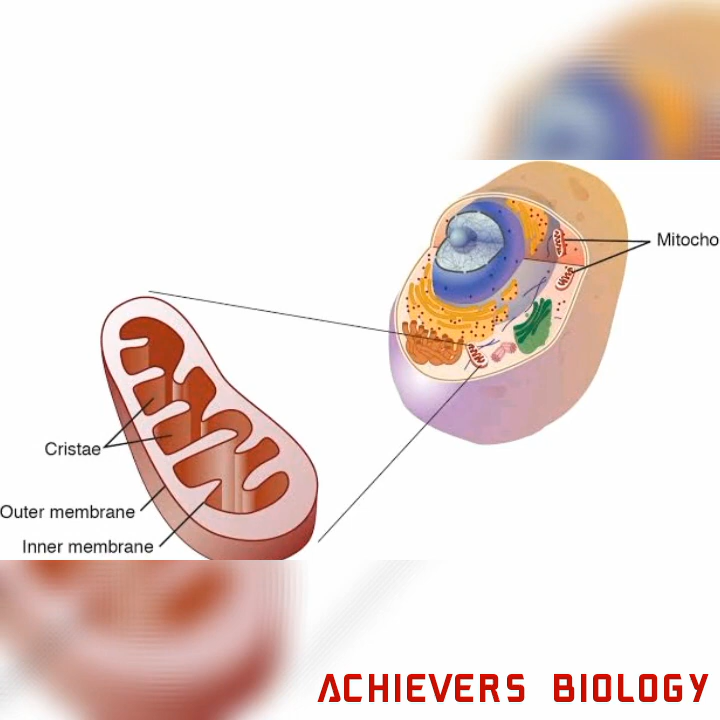 Mitocho
Cristae
Outer membrane
Inner membrane
ACHIEVERS BIOLOGY